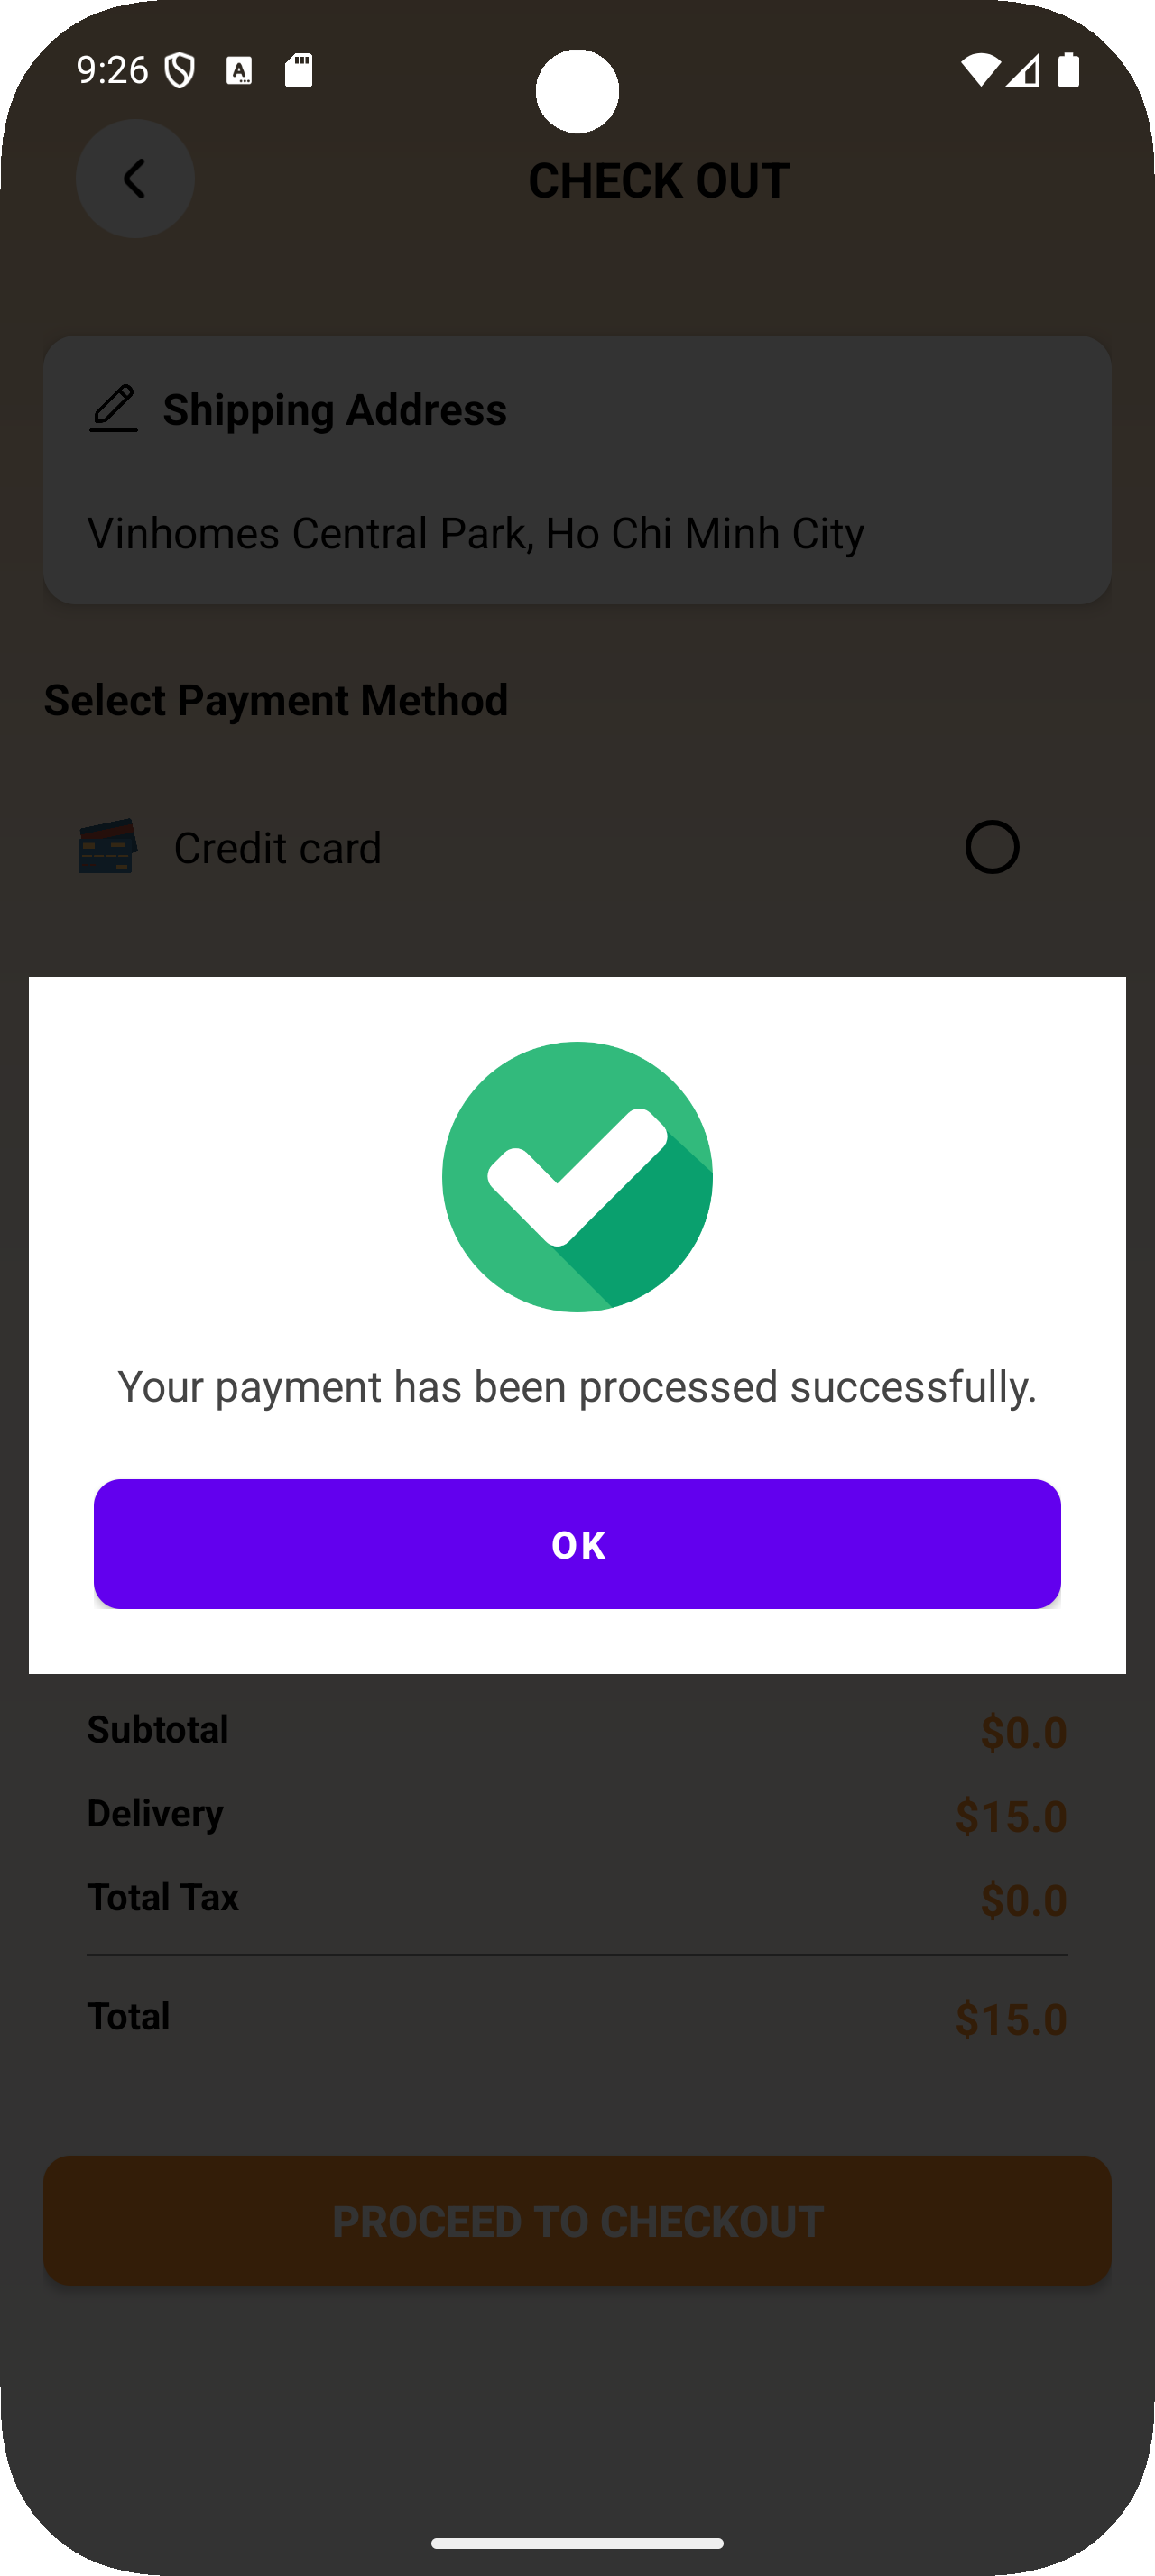 9:26
CHECK OUT
Shipping Address
Vinhomes Central Park, Ho Chi Minh City
Select Payment Method
Credit card
Your payment has been processed successfully.
OK
Subtotal $0.0
Delivery $15.0
Total Tax $0.0
Total $15.0
PROCEED TO CHECKOUT